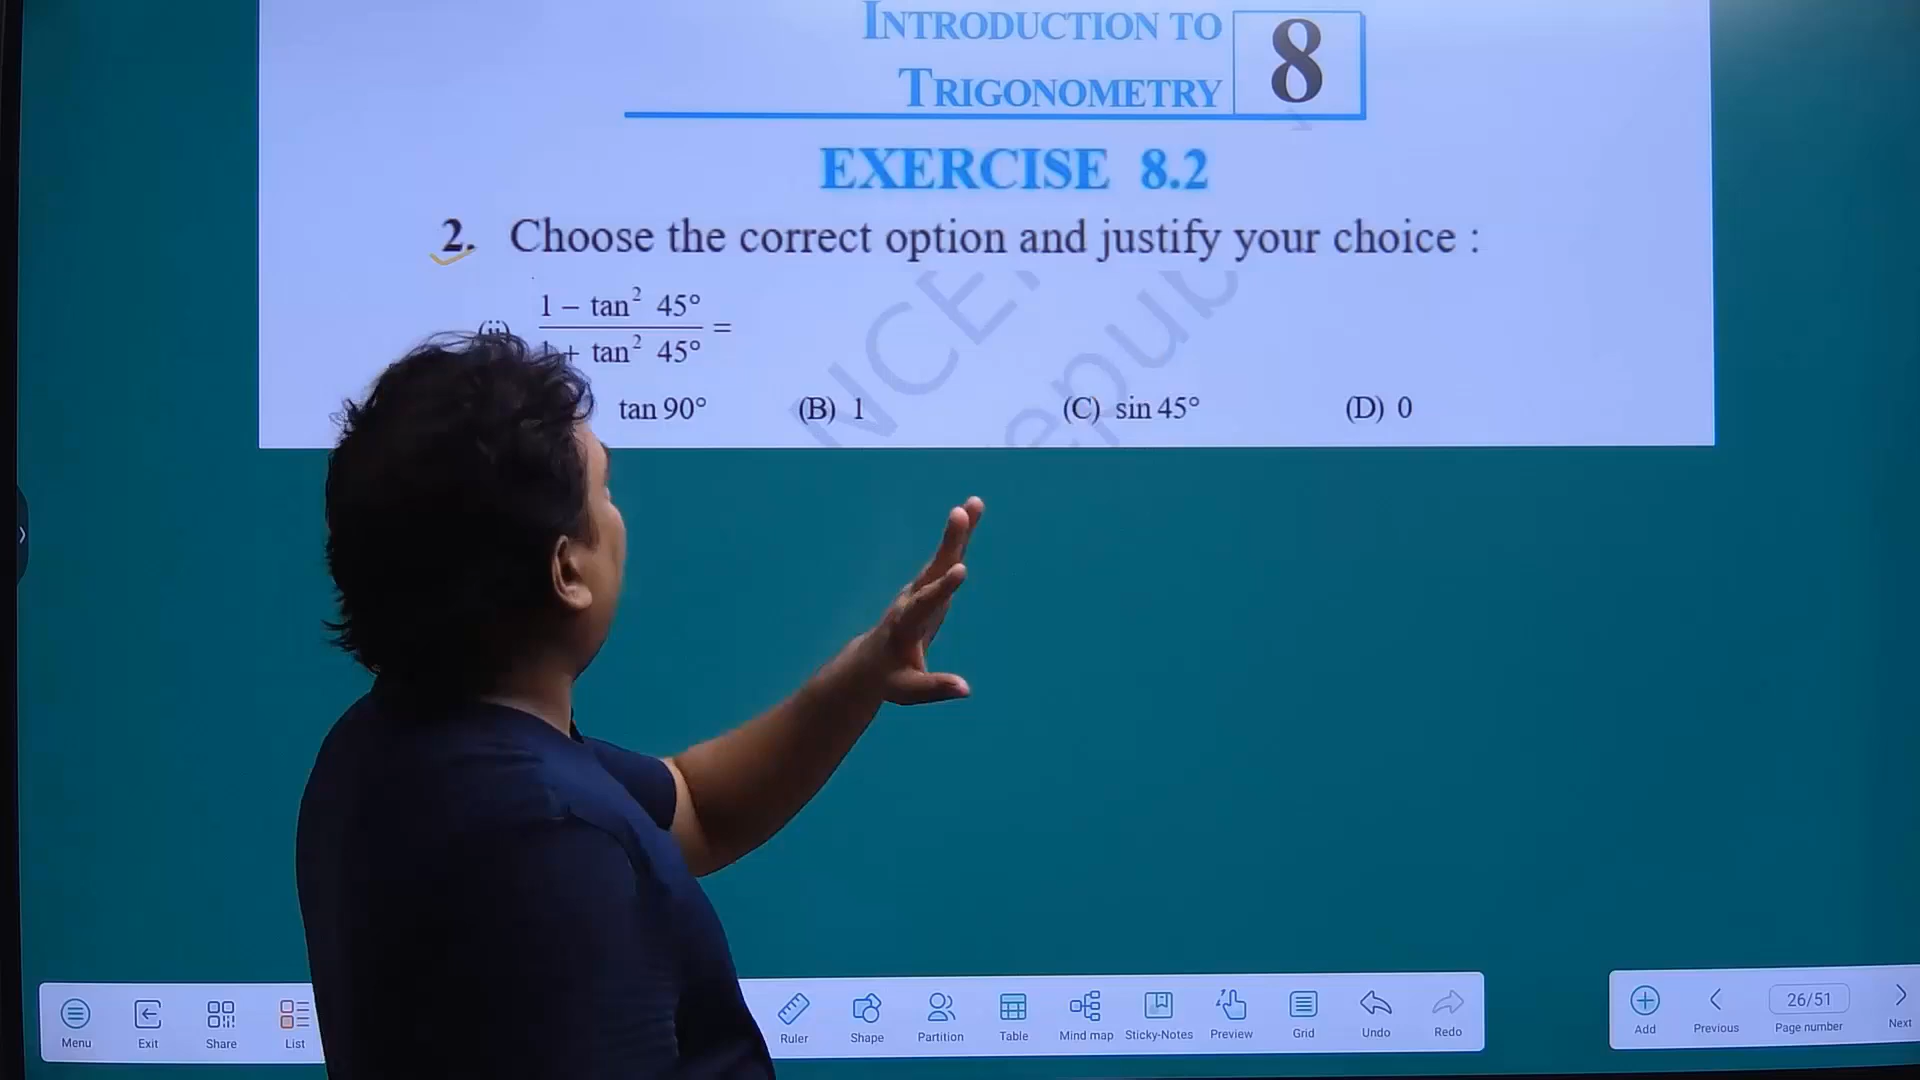 INTRODUCTION TO
TRIGONOMETRY
8
EXERCISE 8.2
2. Choose the correct option and justify your choice :
(ii) 1 – tan² 45°
1 + tan² 45° =
tan 90° (B) 1 (C) sin 45° (D) 0
Menu Exit Share List Ruler Shape Partition Table Mind map Sticky-Notes Preview Grid Undo Redo
Add Previous 26/51 Page number Next